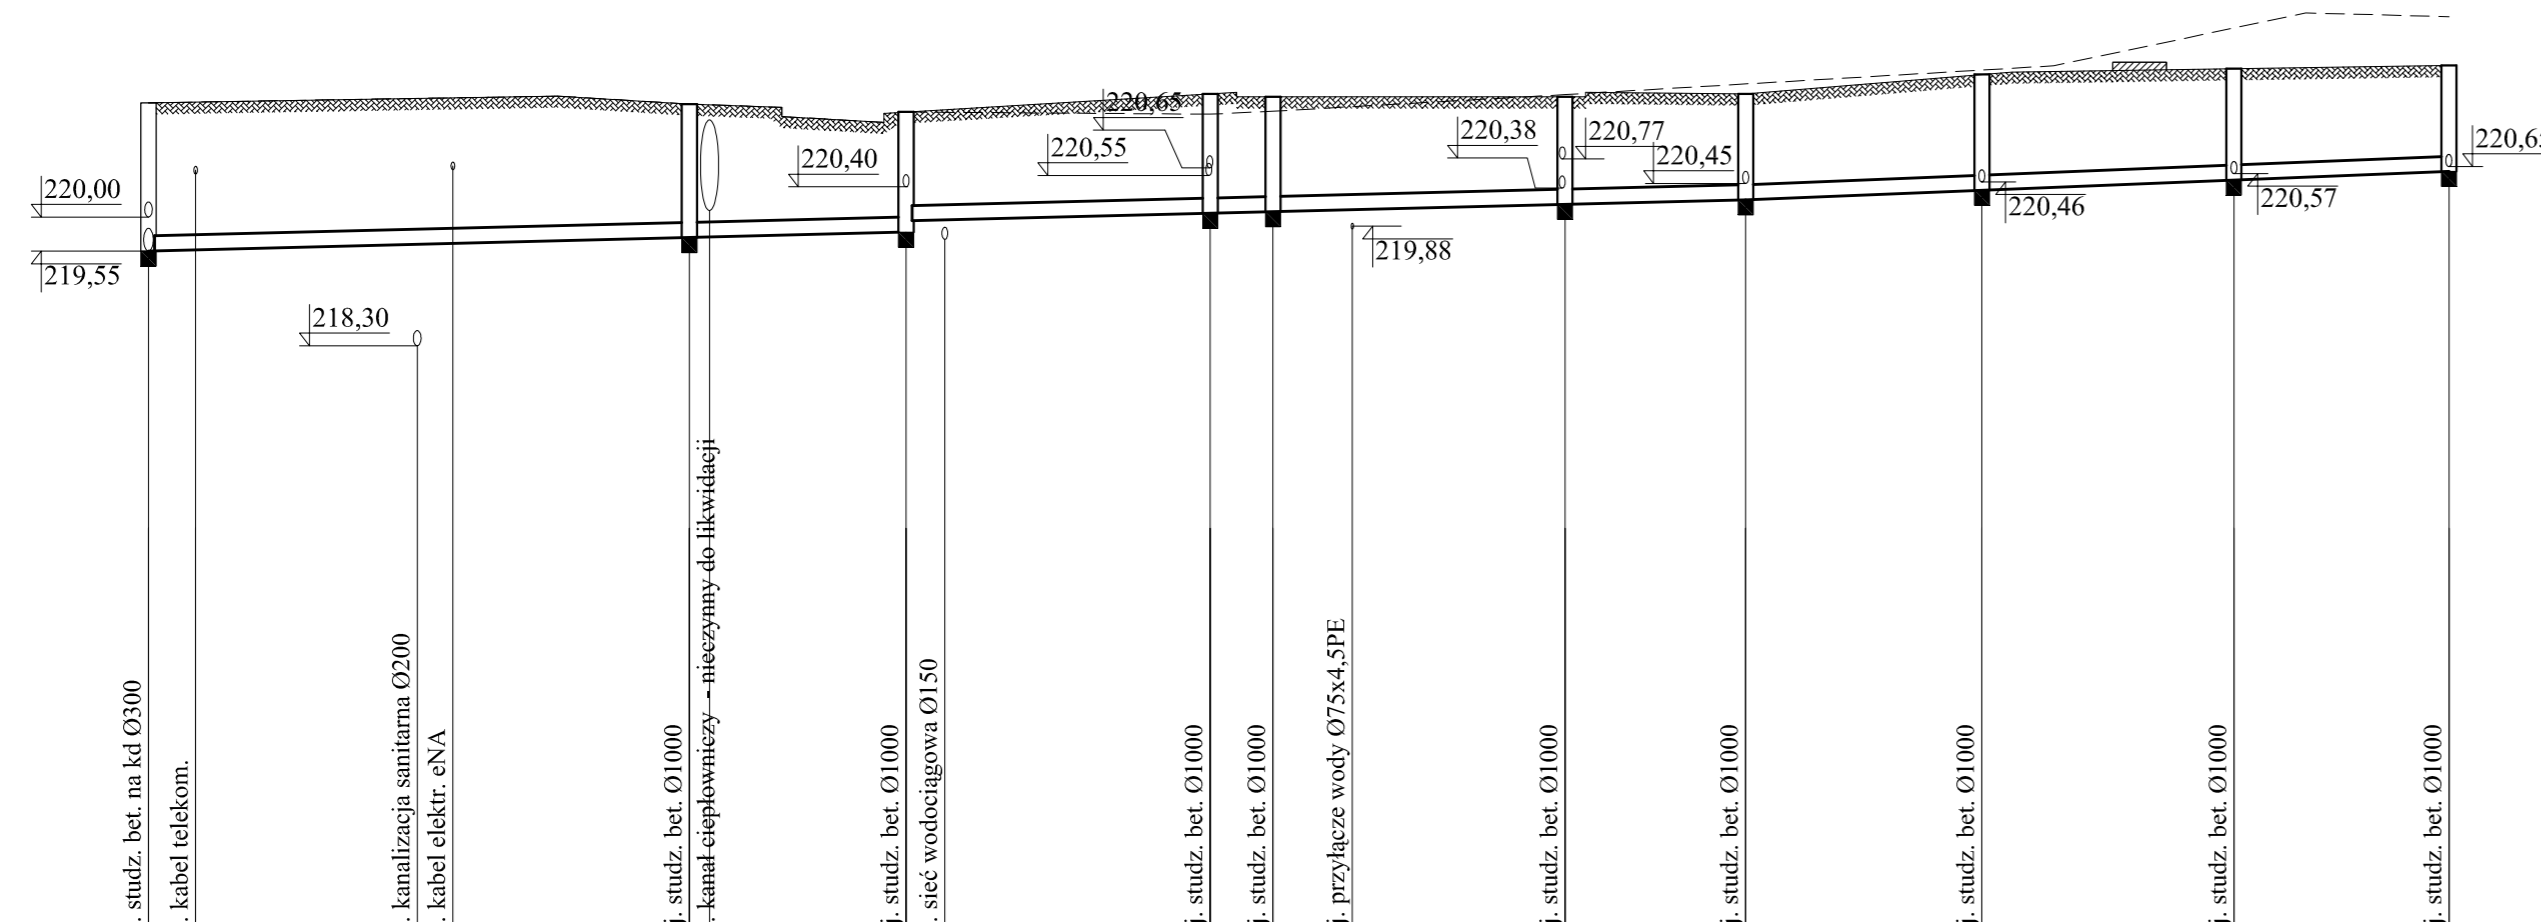 220,00
219,55
218,30
220,40
220,65
220,55
220,38
220,77
220,45
219,88
220,46
220,57
. studz. bet. na kd Ø300
. kabel telekom.
. kanalizacja sanitarna Ø200
. kabel elektr. eNA
j. studz. bet. Ø1000
. kanał ciepłowniczy - nieczynny do likwidacji
j. studz. bet. Ø1000
. sieć wodociągowa Ø150
j. studz. bet. Ø1000
j. studz. bet. Ø1000
j. przyłącze wody Ø75x4,5PE
j. studz. bet. Ø1000
j. studz. bet. Ø1000
j. studz. bet. Ø1000
j. studz. bet. Ø1000
j. studz. bet. Ø1000